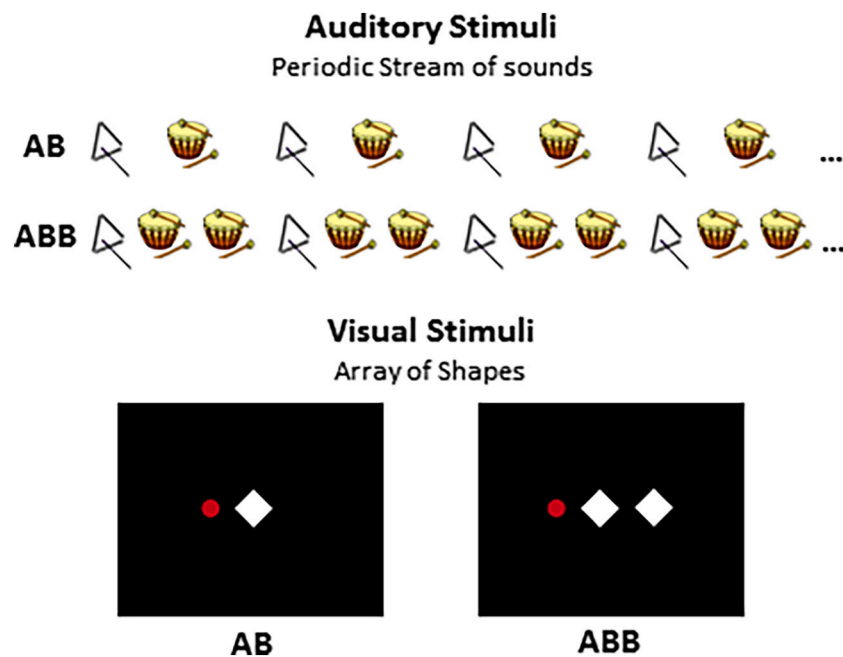 Auditory Stimuli
Periodic Stream of sounds
AB ...
ABB ...
Visual Stimuli
Array of Shapes
AB ABB